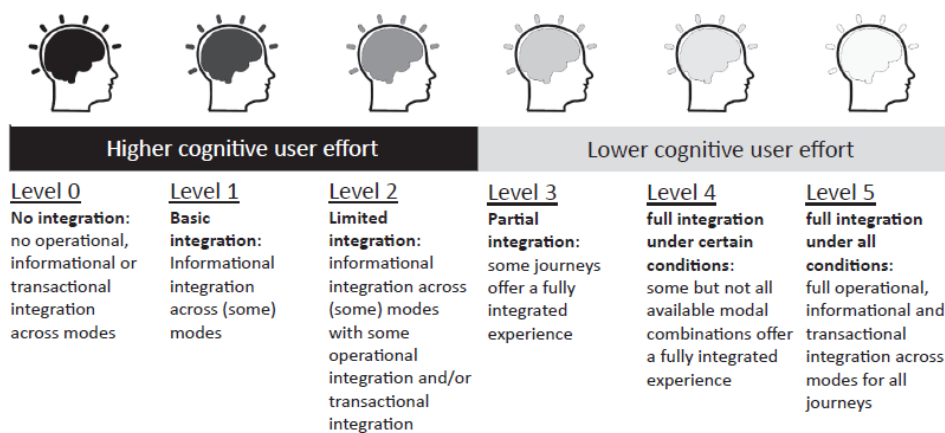 Higher cognitive user effort
Lower cognitive user effort
Level 0
No integration:
no operational,
informational or
transactional
integration
across modes
Level 1
Basic
integration:
Informational
integration
across (some)
modes
Level 2
Limited
integration:
informational
integration across
(some) modes
with some
operational
integration and/or
transactional
integration
Level 3
Partial
integration:
some journeys
offer a fully
integrated
experience
Level 4
full integration
under certain
conditions:
some but not all
available modal
combinations offer
a fully integrated
experience
Level 5
full integration
under all
conditions:
full operational,
informational and
transactional
integration across
modes for all
journeys